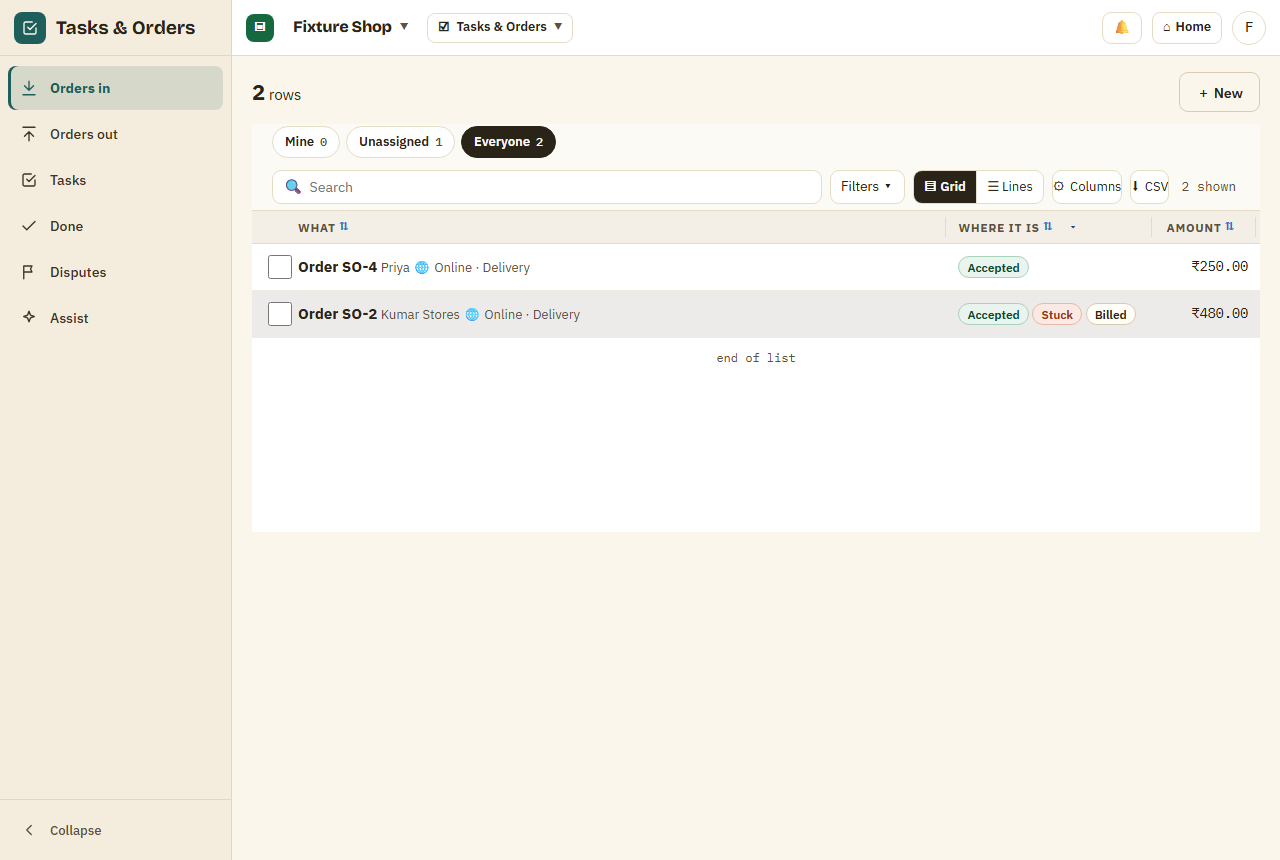 Tasks & Orders
Fixture Shop ▼
☑ Tasks & Orders ▼
⌂ Home
F
Orders in
Orders out
Tasks
Done
Disputes
Assist
Collapse
2 rows
+ New
Mine 0
Unassigned 1
Everyone 2
Search
Filters ▾
Grid
Lines
Columns
CSV
2 shown
WHAT
WHERE IT IS
AMOUNT
Order SO-4 Priya 🌐 Online · Delivery
Accepted
₹250.00
Order SO-2 Kumar Stores 🌐 Online · Delivery
Accepted
Stuck
Billed
₹480.00
end of list